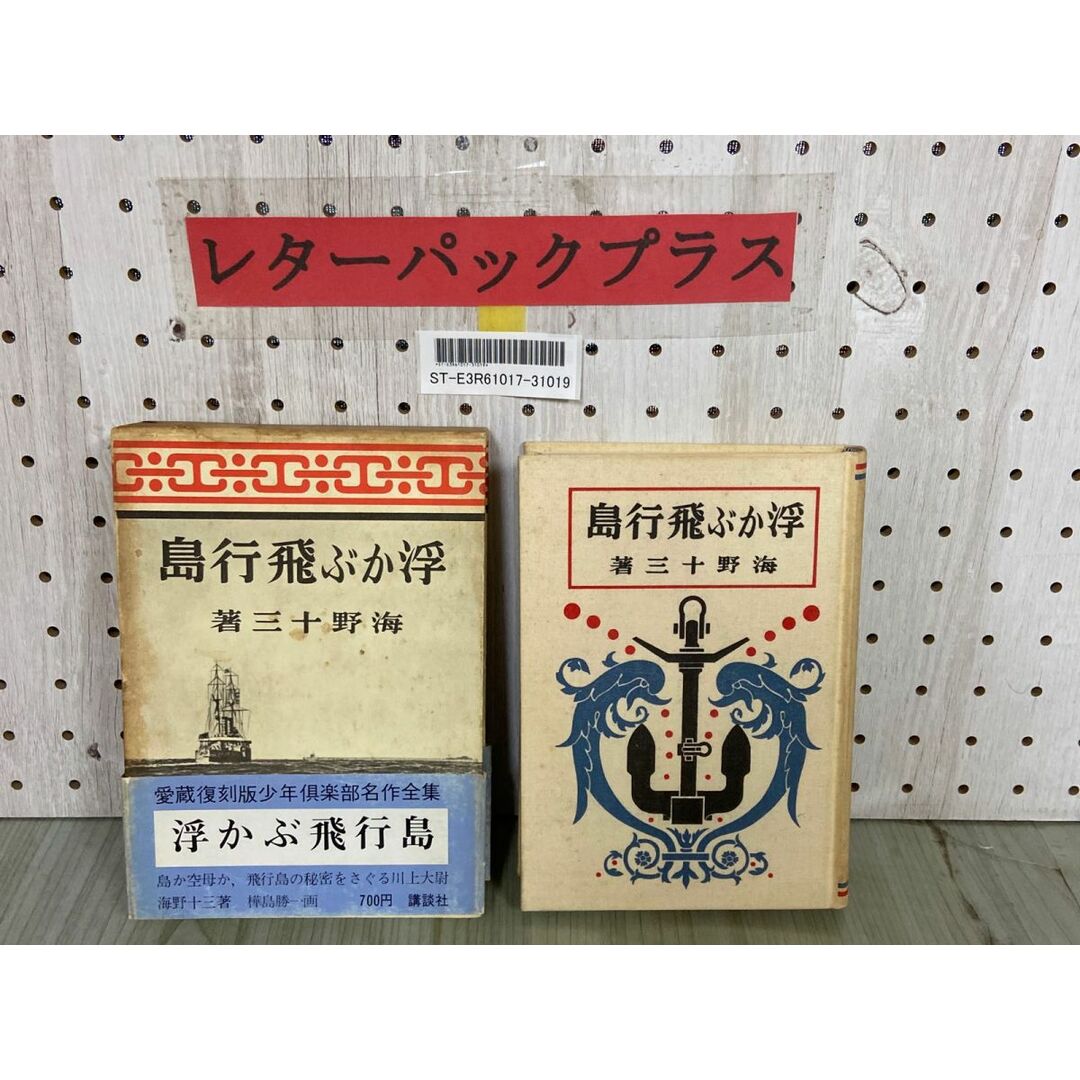 レターパックプラス
ST-E3R61017-31019
島行飛ぶか浮
著三十野海
愛蔵復刻版少年倶楽部名作全集
浮かぶ飛行島
島か空母か、飛行島の秘密をさぐる川上大尉
海野十三著 樺島勝一・画 700円 講談社
島行飛ぶか浮
著三十野海